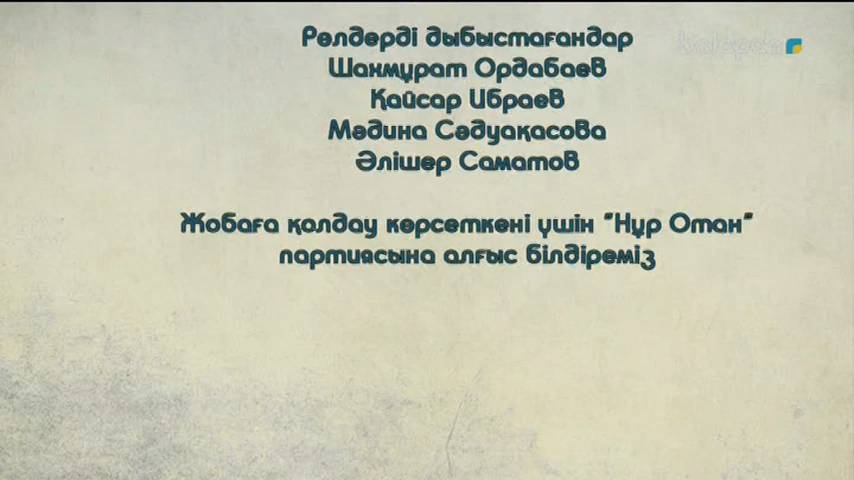 Рөлдерді дыбыстағандар
Шахмұрат Ордабаев
Қайсар Ибраев
Мәдина Сәдуақасова
Әлішер Саматов
Жобаға қолдау көрсеткені үшін "Нұр Отан"
партиясына алғыс білдіреміз